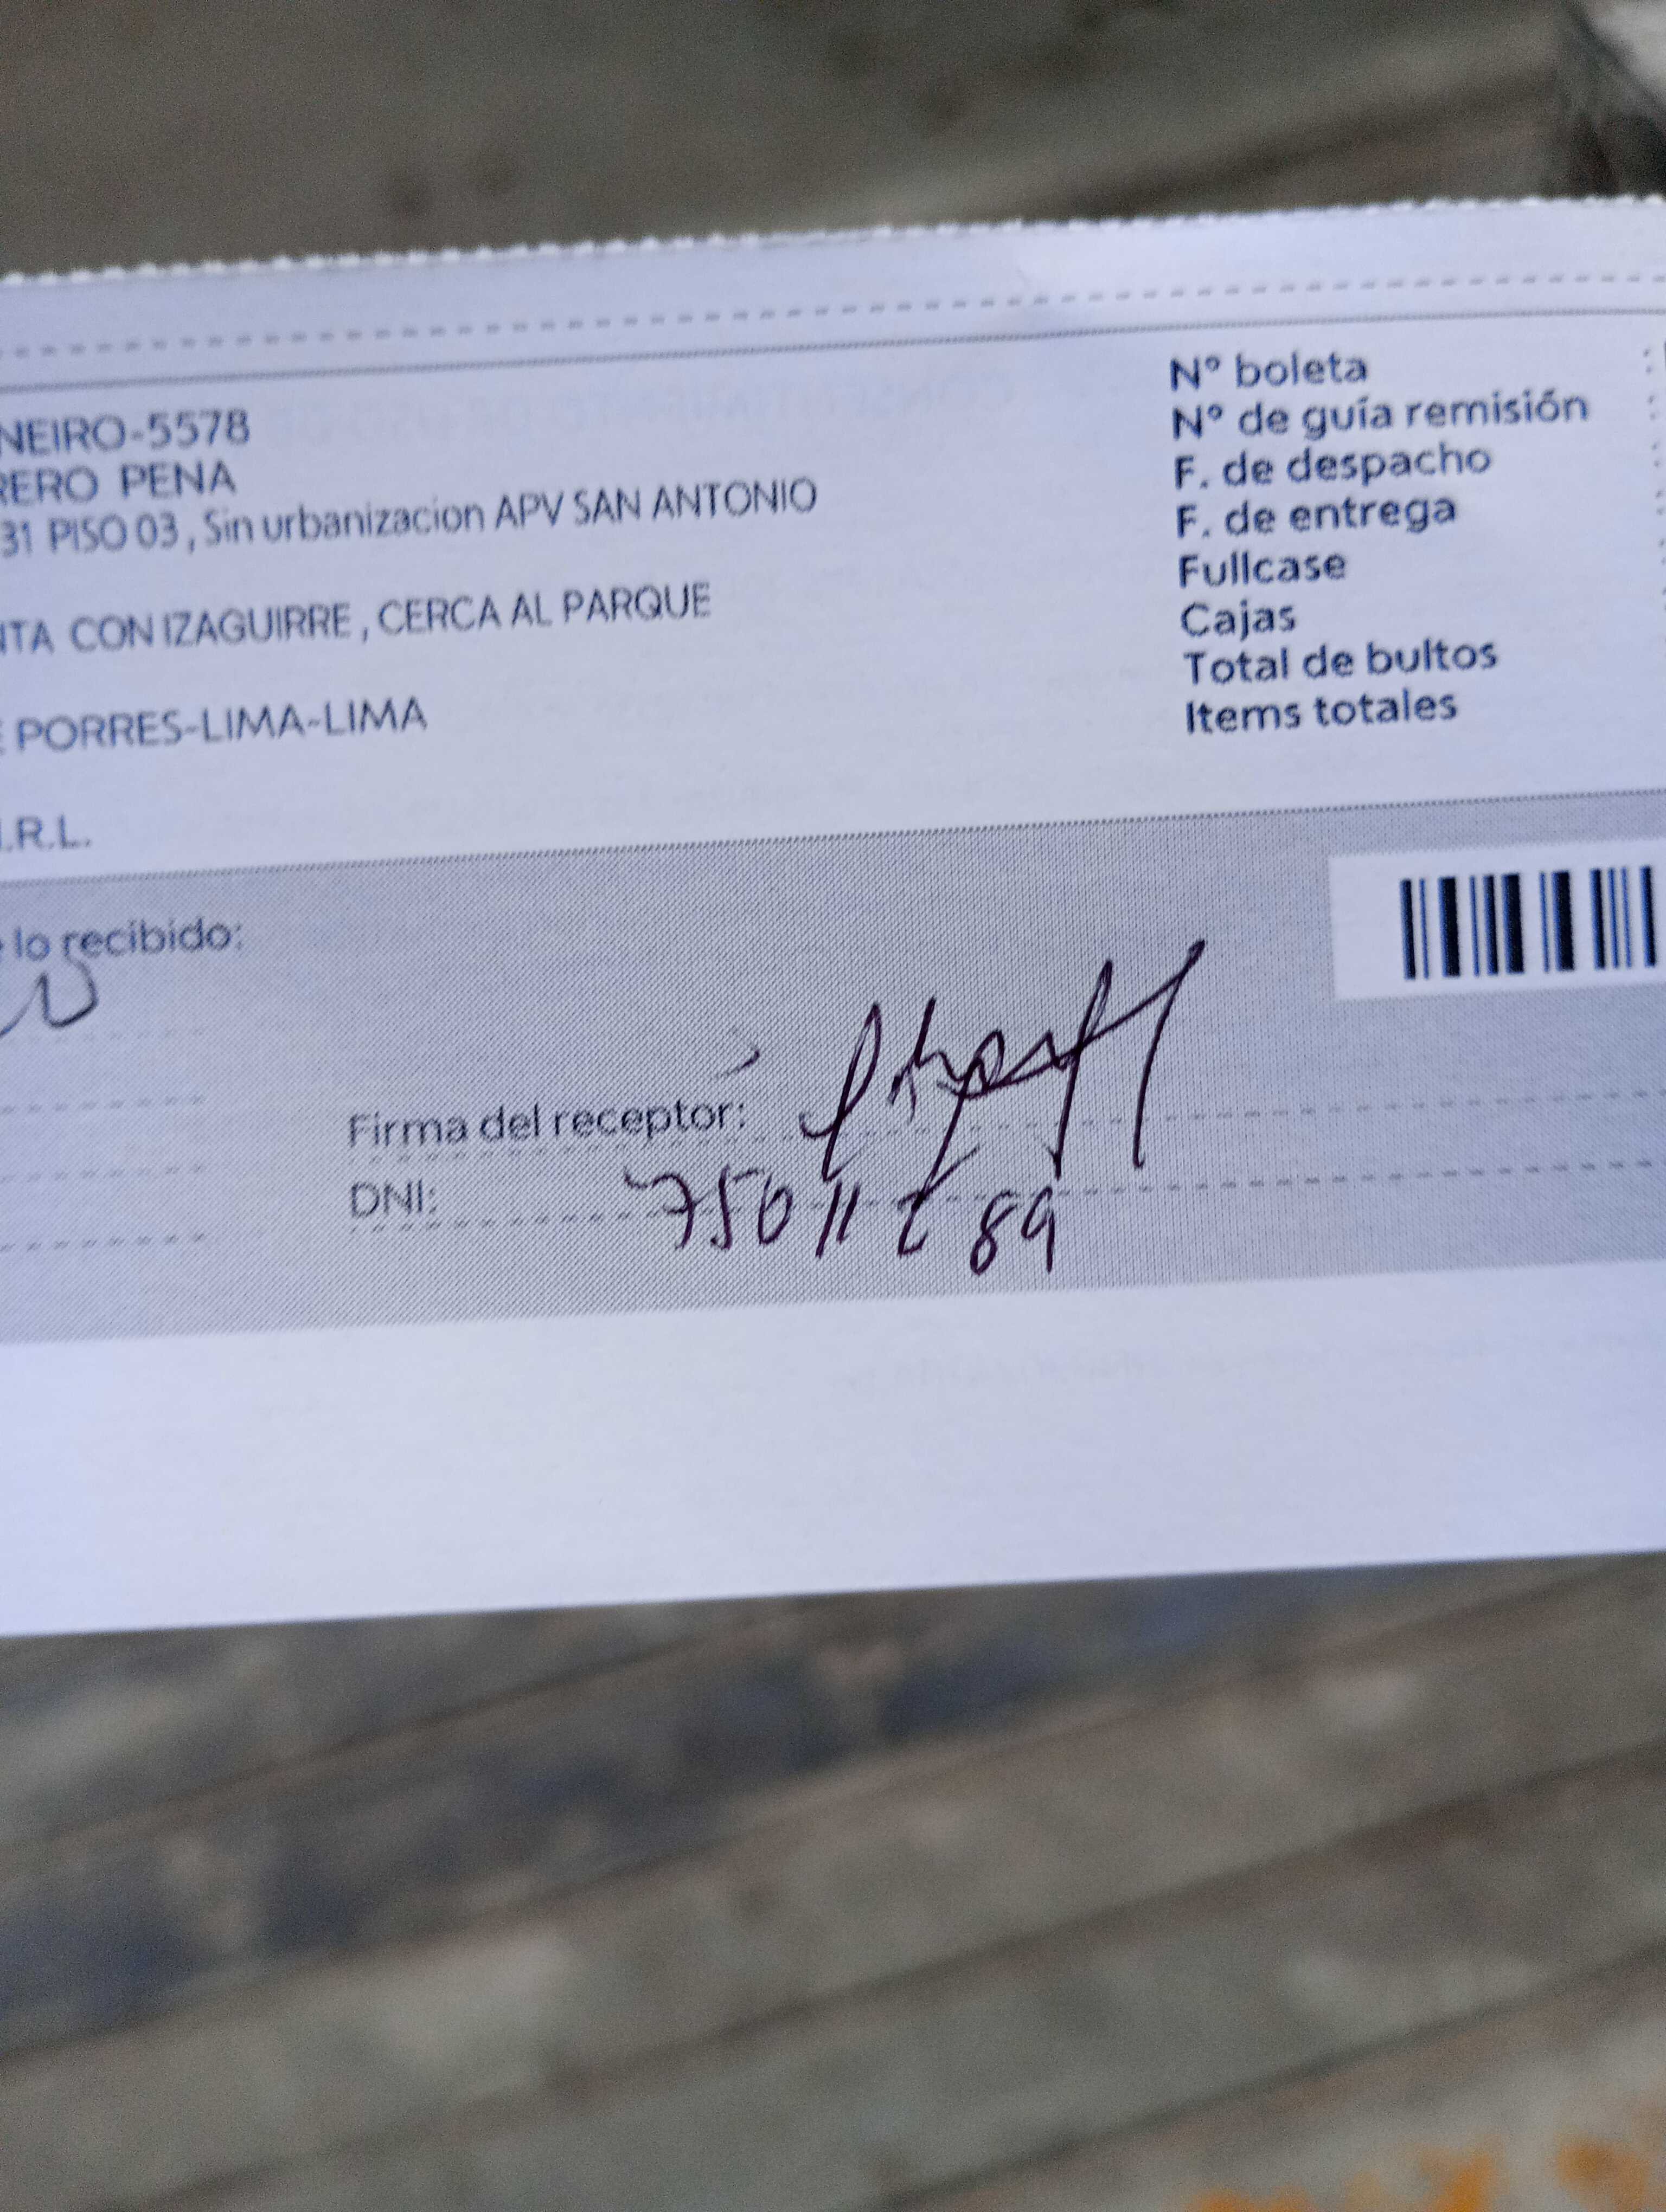 NEIRO-5578
RERO PENA
31 PISO 03, Sin urbanizacion APV SAN ANTONIO
NTA CON IZAGUIRRE, CERCA AL PARQUE
E PORRES-LIMA-LIMA
I.R.L.
N° boleta :
N° de guía remisión :
F. de despacho :
F. de entrega :
Fullcase :
Cajas
Total de bultos
Items totales
e lo recibido:
Firma del receptor:
DNI: 75011 89